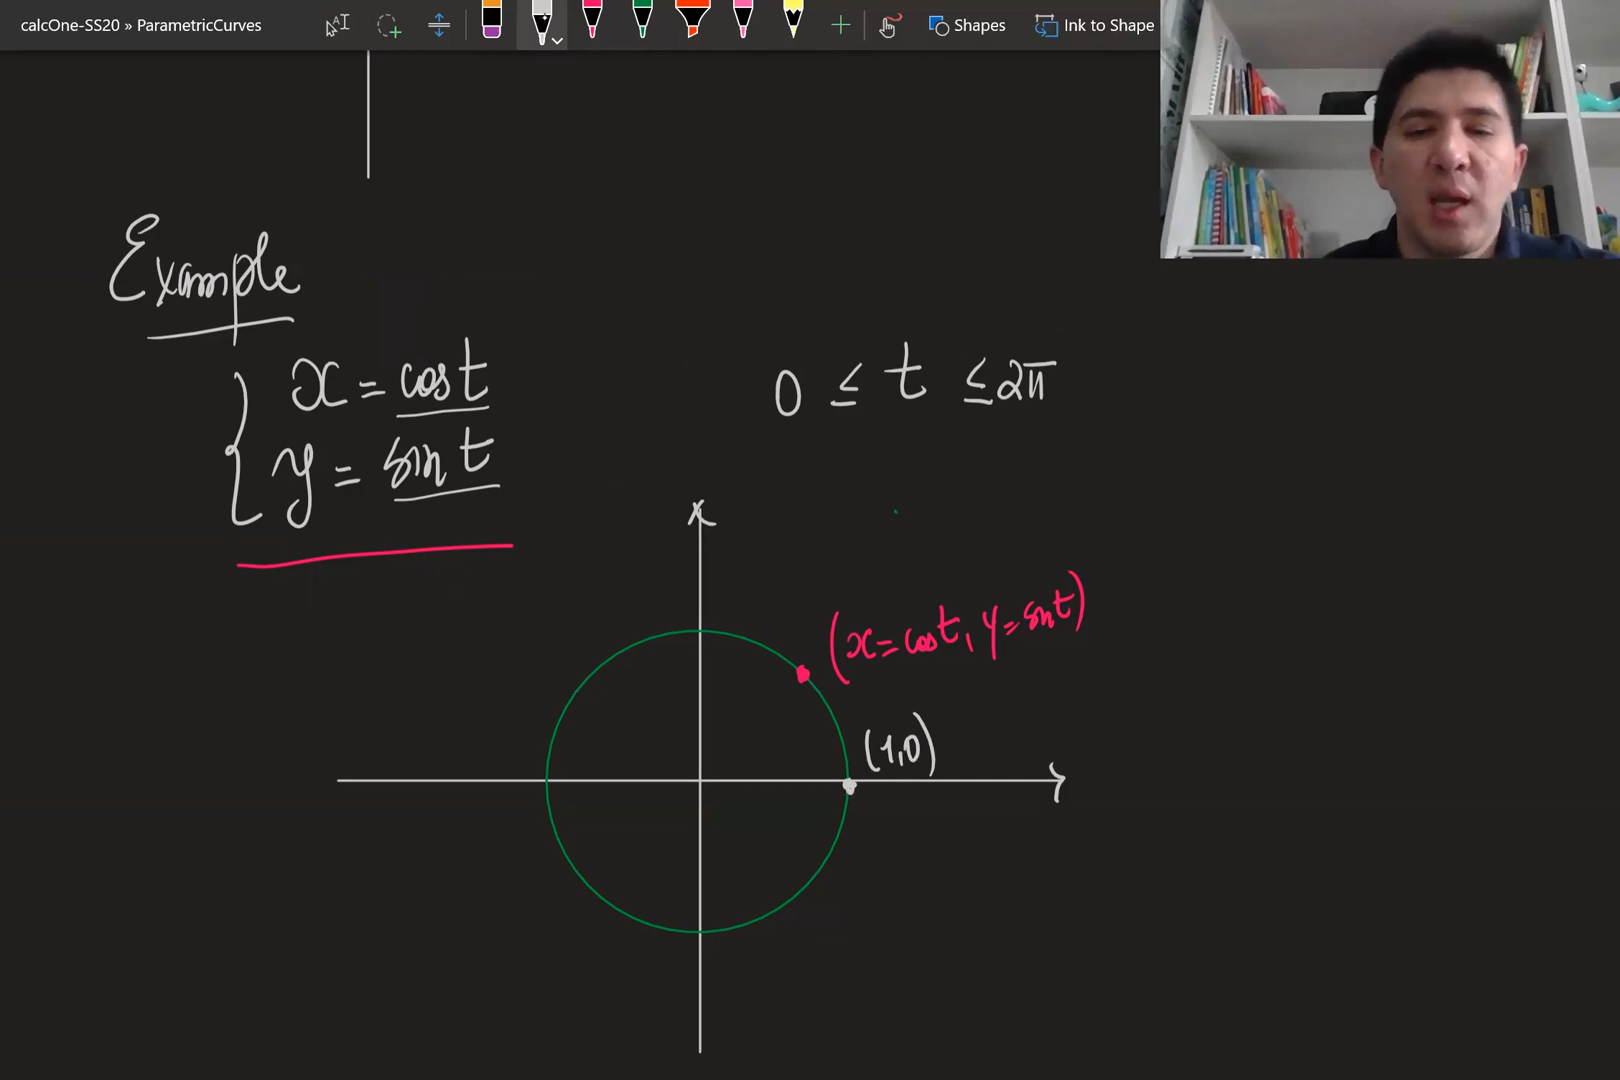 calcOne-SS20 » ParametricCurves
Shapes
Ink to Shape
Example
x = cos t
0 ≤ t ≤ 2π
y = sin t
(x = cos t, y = sin t)
(1,0)